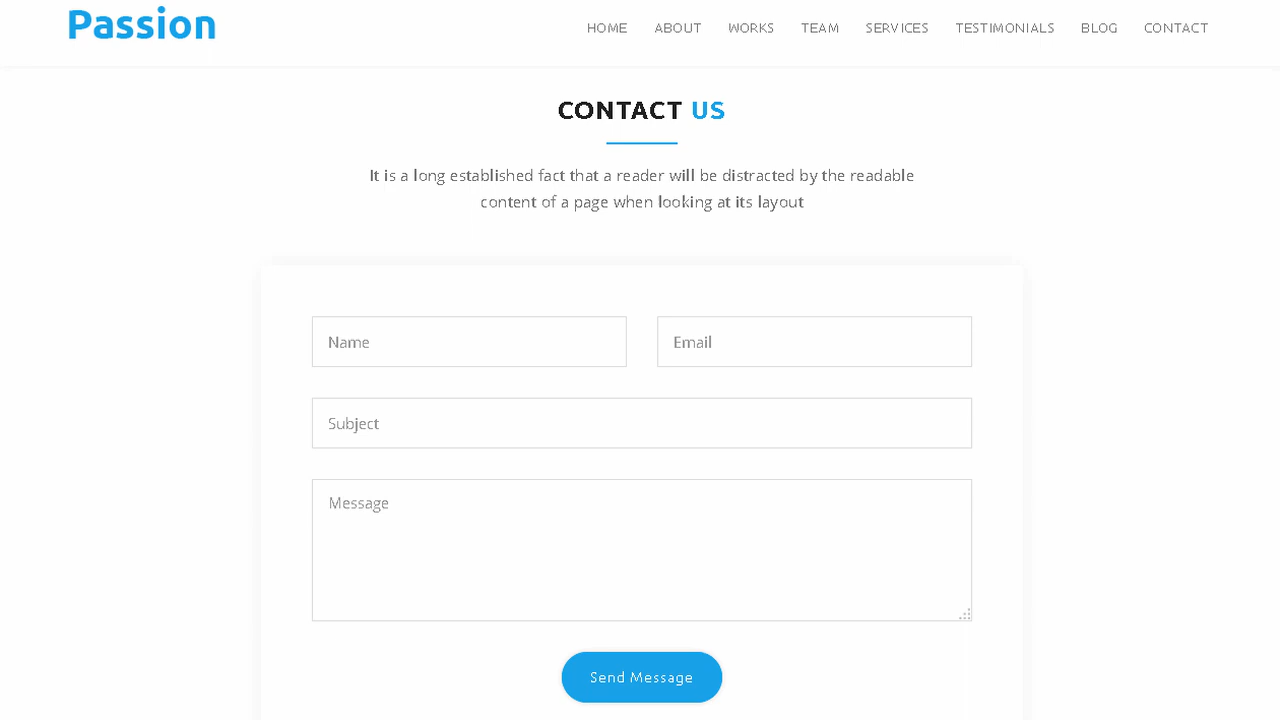 Passion
HOME ABOUT WORKS TEAM SERVICES TESTIMONIALS BLOG CONTACT
CONTACT US
It is a long established fact that a reader will be distracted by the readable
content of a page when looking at its layout
Name Email
Subject
Message
Send Message